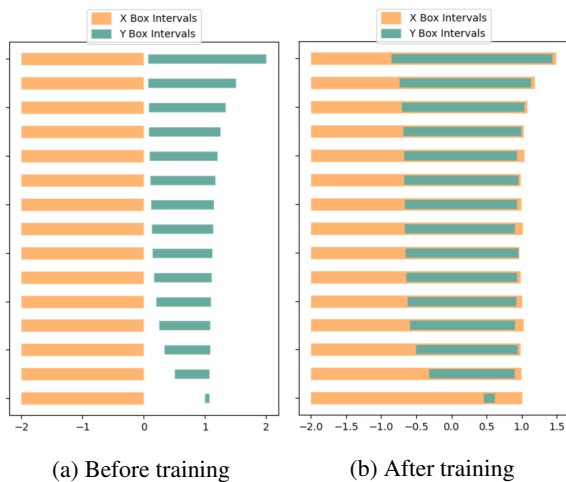 X Box Intervals
Y Box Intervals
−2 −1 0 1 2
(a) Before training
X Box Intervals
Y Box Intervals
−2.0 −1.5 −1.0 −0.5 0.0 0.5 1.0 1.5
(b) After training